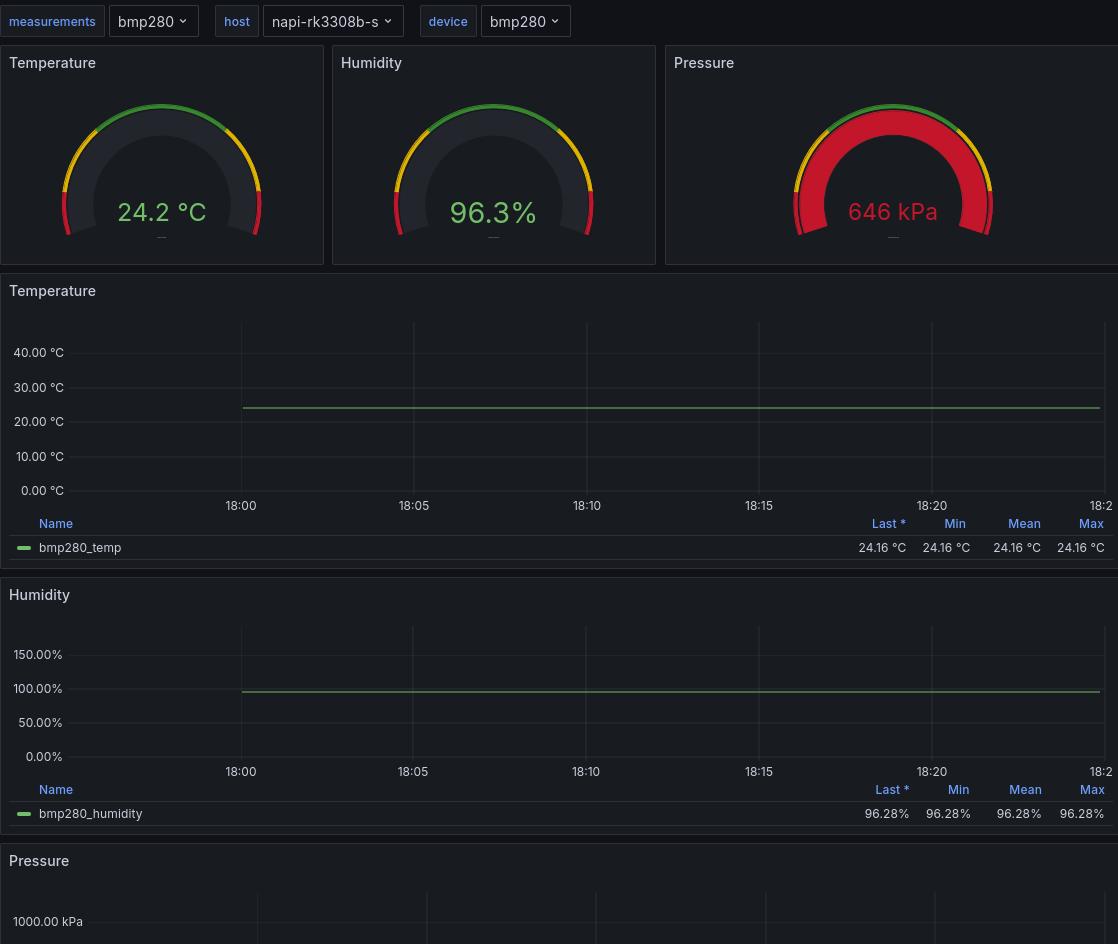 measurements bmp280 host napi-rk3308b-s device bmp280
Temperature Humidity Pressure
24.2 °C 96.3% 646 kPa
Temperature
40.00 °C
30.00 °C
20.00 °C
10.00 °C
0.00 °C
18:00 18:05 18:10 18:15 18:20 18:2
Name Last * Min Mean Max
bmp280_temp 24.16 °C 24.16 °C 24.16 °C 24.16 °C
Humidity
150.00%
100.00%
50.00%
0.00%
18:00 18:05 18:10 18:15 18:20 18:2
Name Last * Min Mean Max
bmp280_humidity 96.28% 96.28% 96.28% 96.28%
Pressure
1000.00 kPa